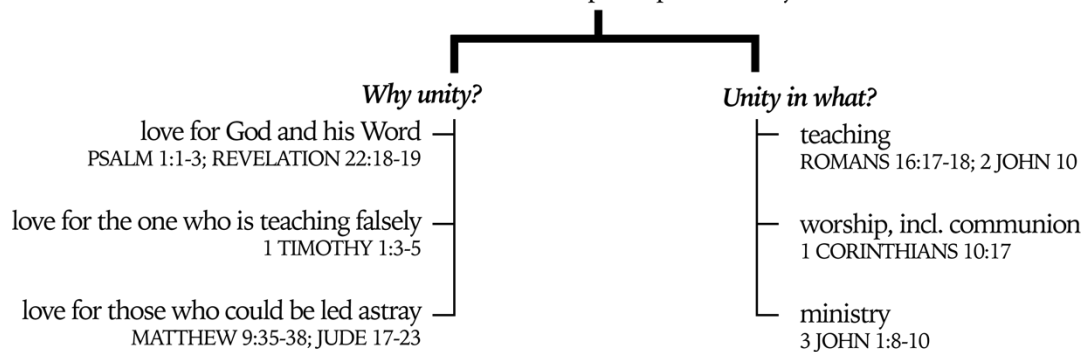 Why unity?
love for God and his Word
PSALM 1:1-3; REVELATION 22:18-19
love for the one who is teaching falsely
1 TIMOTHY 1:3-5
love for those who could be led astray
MATTHEW 9:35-38; JUDE 17-23
Unity in what?
teaching
ROMANS 16:17-18; 2 JOHN 10
worship, incl. communion
1 CORINTHIANS 10:17
ministry
3 JOHN 1:8-10